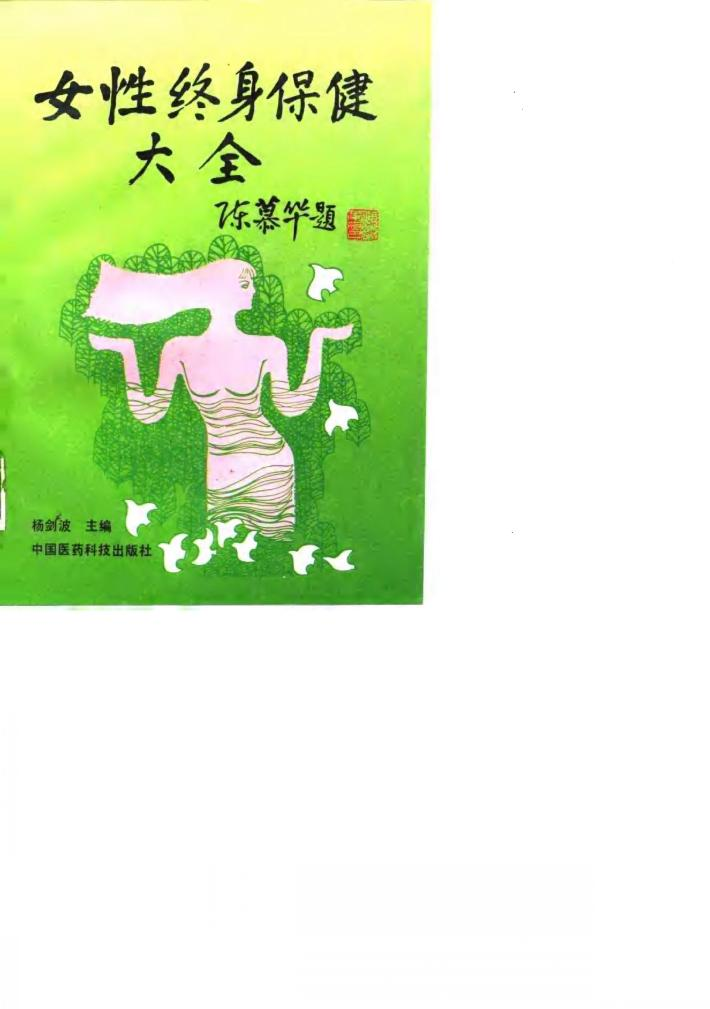 女性终身保健
大全
陈慕华题
杨剑波 主编
中国医药科技出版社